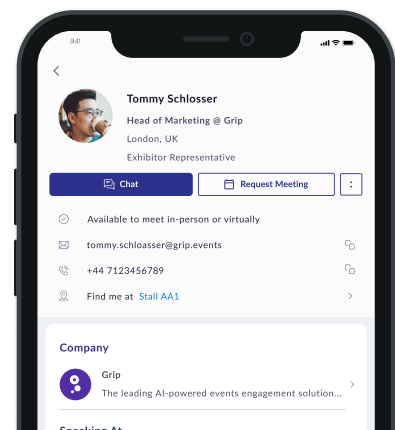 9:41
Tommy Schlosser
Head of Marketing @ Grip
London, UK
Exhibitor Representative
Chat
Request Meeting
Available to meet in-person or virtually
tommy.schloasser@grip.events
+44 7123456789
Find me at Stall AA1
Company
Grip
The leading AI-powered events engagement solution...
Speaking At